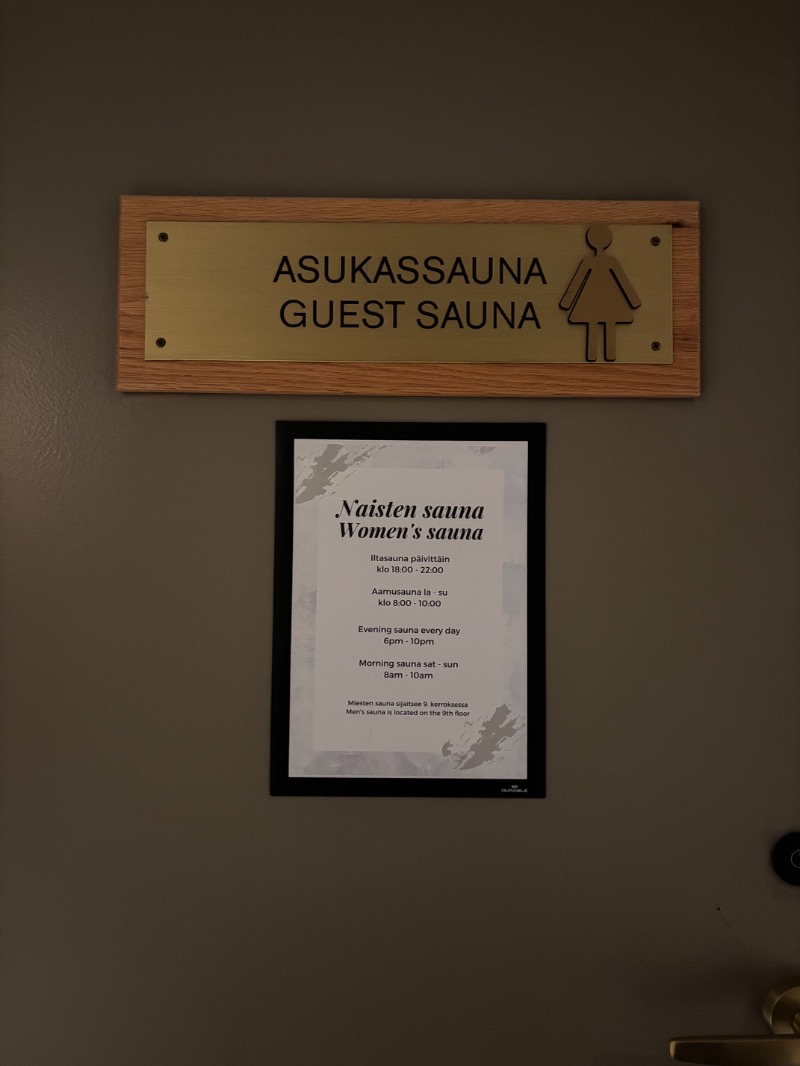 ASUKASSAUNA
GUEST SAUNA
Naisten sauna
Women's sauna
Iltasauna päivittäin
klo 18:00 - 22:00
Aamusauna la - su
klo 8:00 - 10:00
Evening sauna every day
6pm - 10pm
Morning sauna sat - sun
8am - 10am
Miesten sauna sijaitsee 9. kerroksessa
Men's sauna is located on the 9th floor
DURABLE